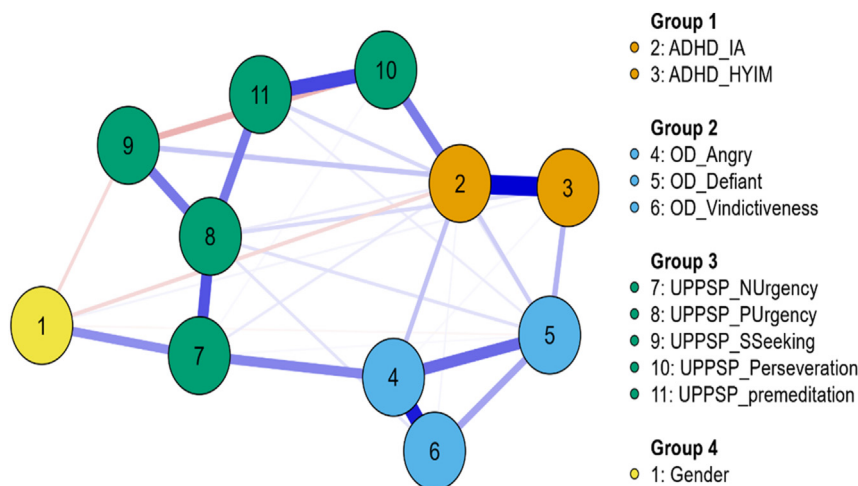 10
11
9
2
3
8
1
7
4
5
6
Group 1
2: ADHD_IA
3: ADHD_HYIM
Group 2
4: OD_Angry
5: OD_Defiant
6: OD_Vindictiveness
Group 3
7: UPPSP_NUrgency
8: UPPSP_PUrgency
9: UPPSP_SSeeking
10: UPPSP_Perseveration
11: UPPSP_premeditation
Group 4
1: Gender